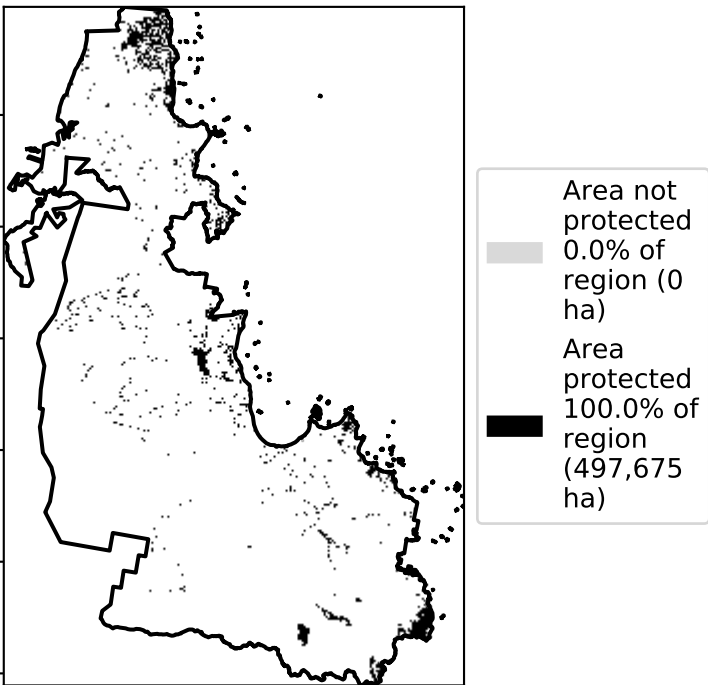 Area not
protected
0.0% of
region (0
ha)
Area
protected
100.0% of
region
(497,675
ha)